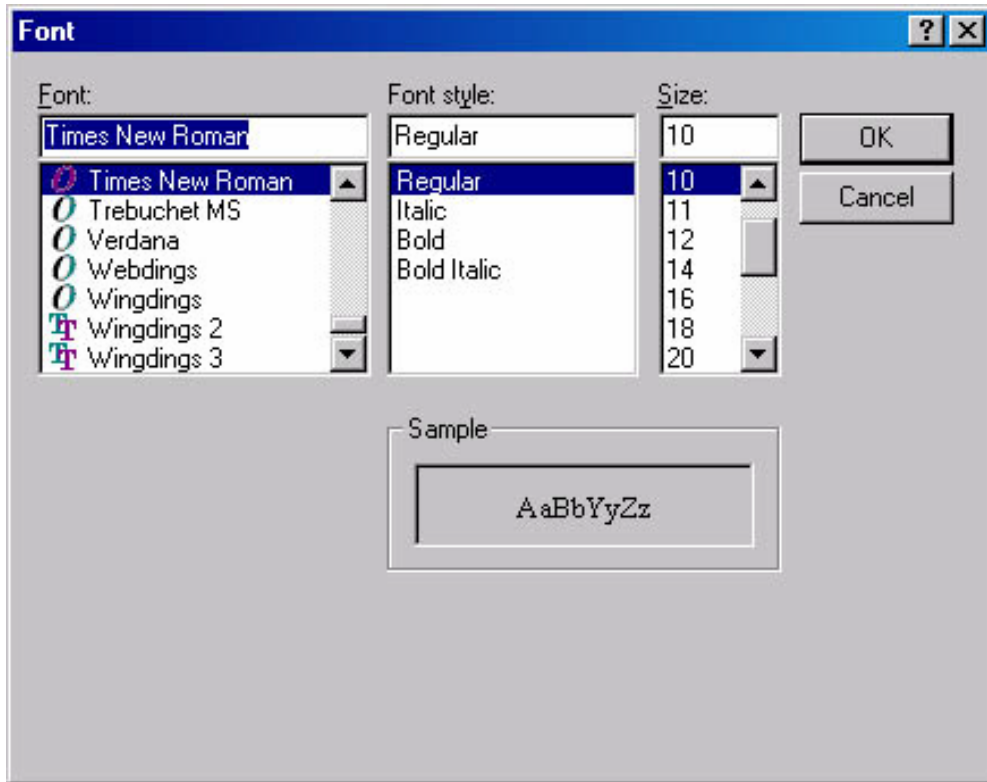 Font
Font:
Times New Roman
Times New Roman
Trebuchet MS
Verdana
Webdings
Wingdings
Wingdings 2
Wingdings 3
Font style:
Regular
Regular
Italic
Bold
Bold Italic
Size:
10
10
11
12
14
16
18
20
OK
Cancel
Sample
AaBbYyZz